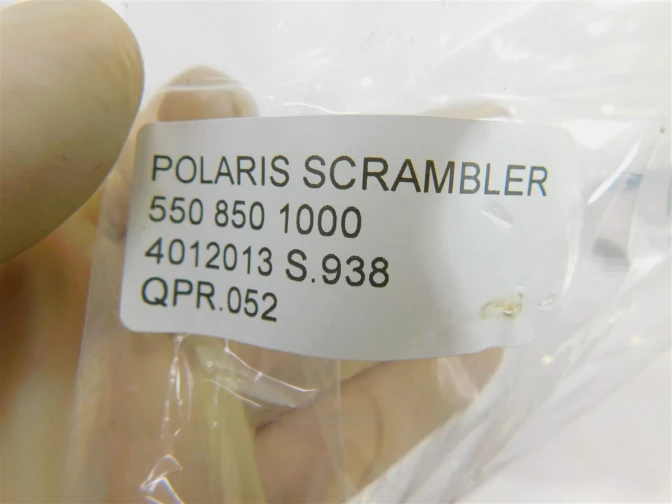 POLARIS SCRAMBLER
550 850 1000
4012013 S.938
QPR.052